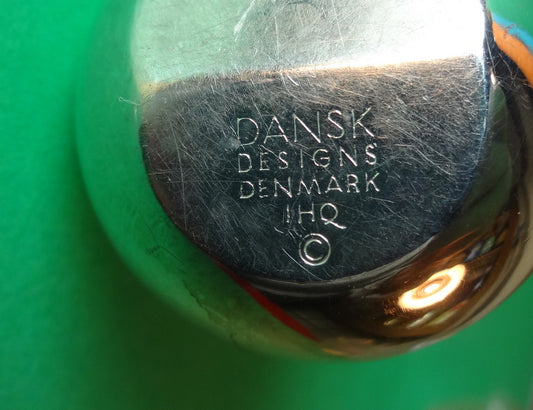 DANSK
DESIGNS
DENMARK
IHQ
©